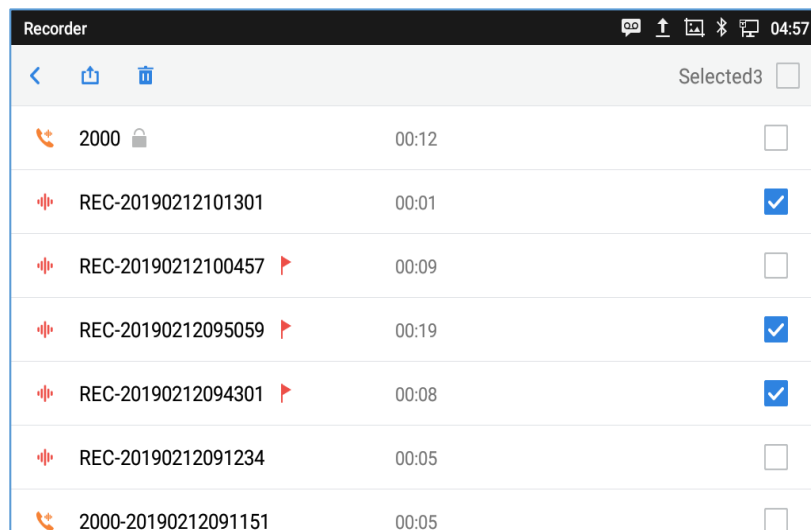 Recorder 04:57
Selected3
2000 00:12
REC-20190212101301 00:01
REC-20190212100457 00:09
REC-20190212095059 00:19
REC-20190212094301 00:08
REC-20190212091234 00:05
2000-20190212091151 00:05